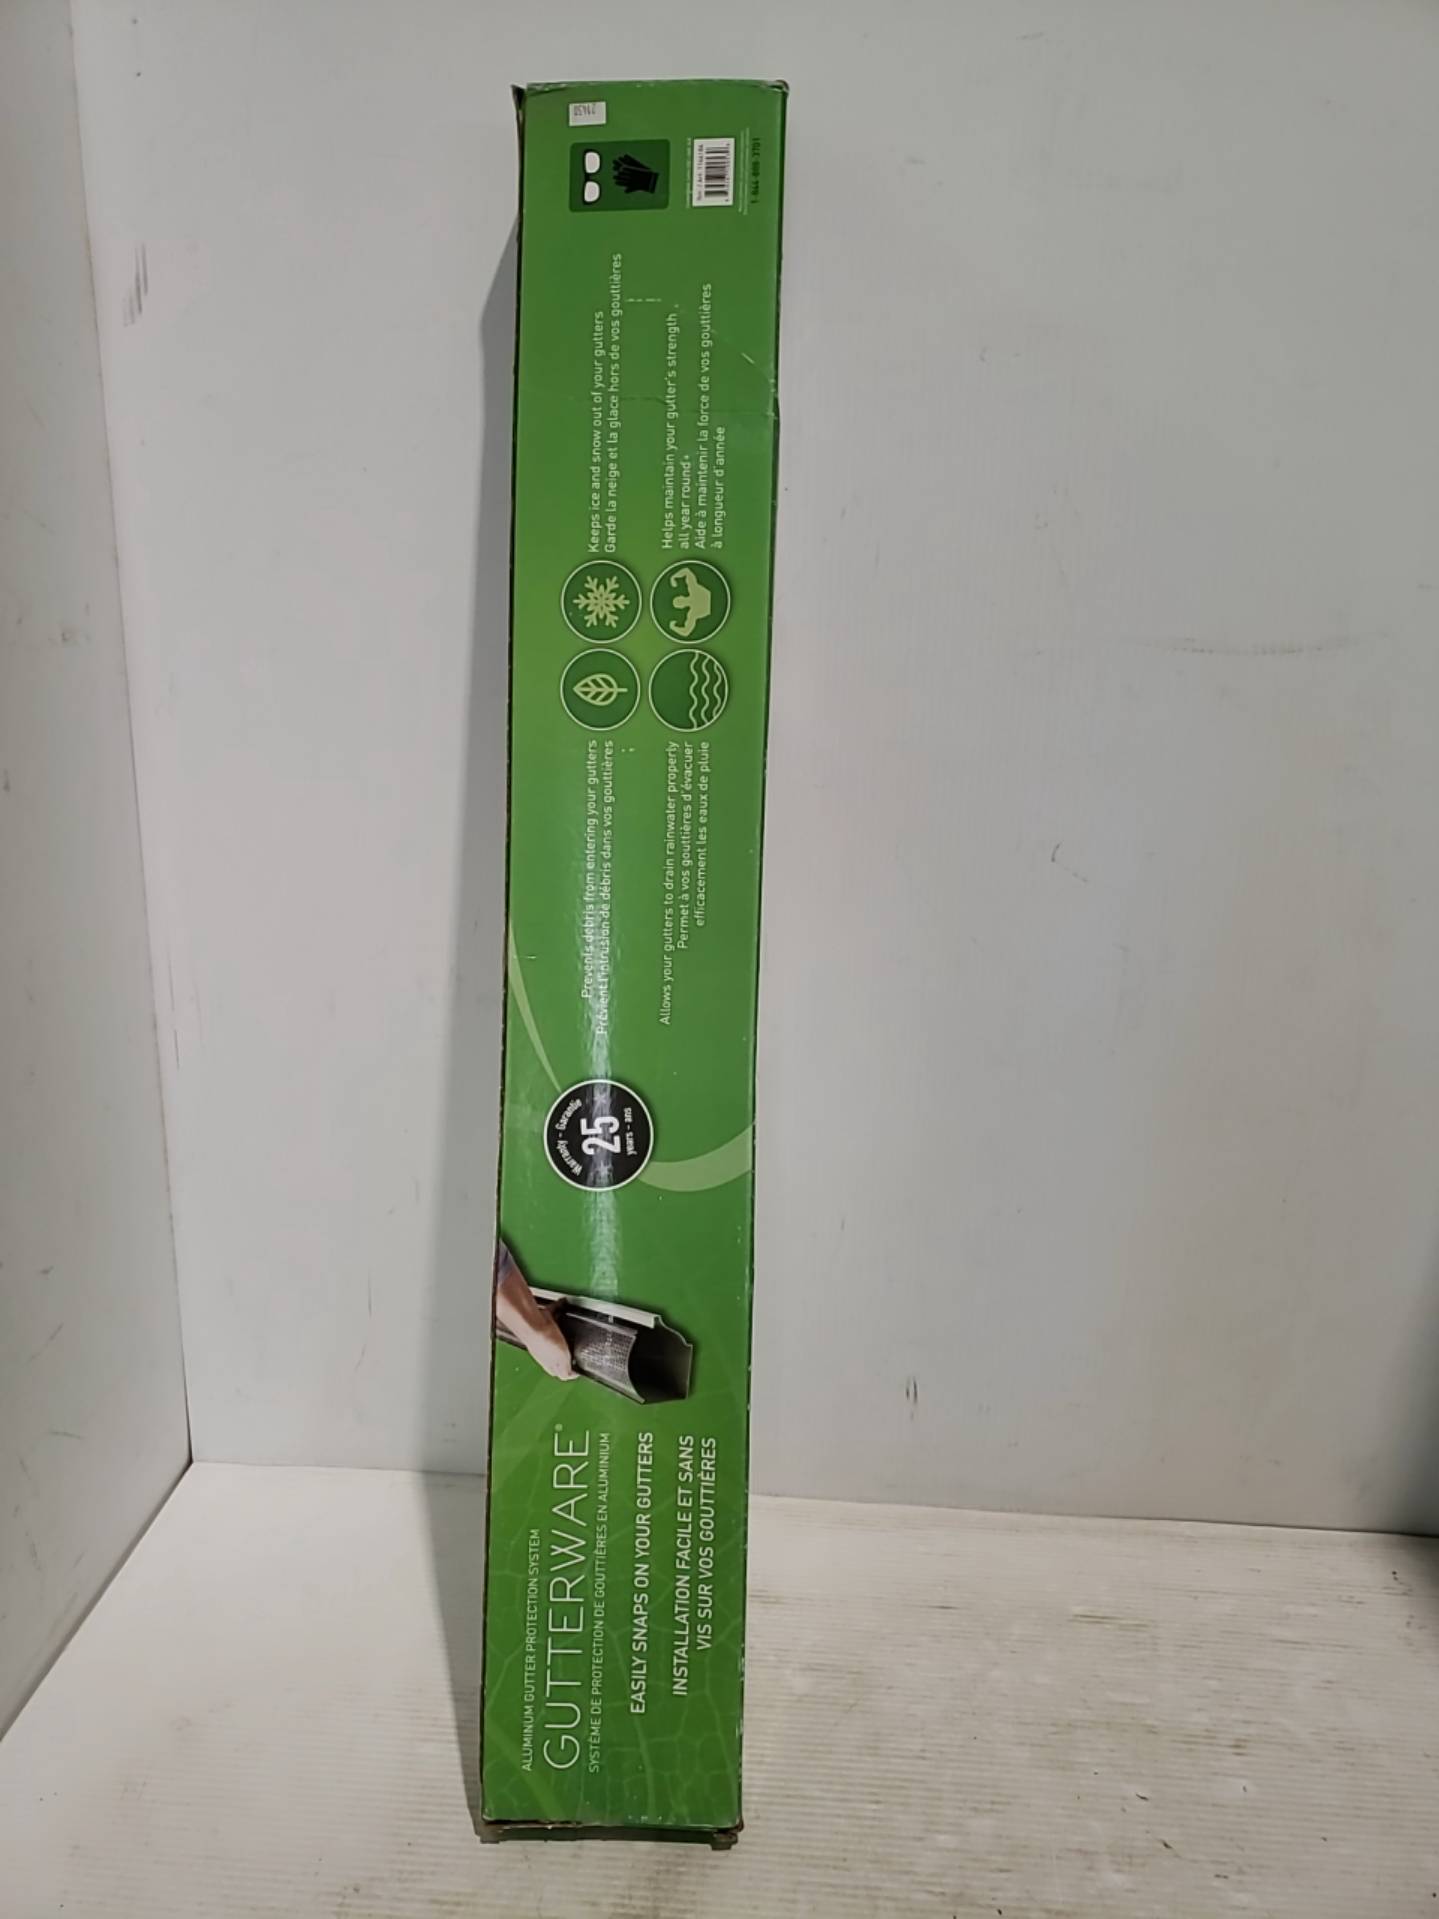 ALUMINUM GUTTER PROTECTION SYSTEM
GUTTERWARE®
SYSTÈME DE PROTECTION DE GOUTTIÈRES EN ALUMINIUM
EASILY SNAPS ON YOUR GUTTERS
INSTALLATION FACILE ET SANS
VIS SUR VOS GOUTTIÈRES
Warranty - Garantie
25
years - ans
Prevents debris from entering your gutters
Prévient l'intrusion de débris dans vos gouttières
Allows your gutters to drain rainwater properly
Permet à vos gouttières d'évacuer
efficacement les eaux de pluie
Keeps ice and snow out of your gutters
Garde la neige et la glace hors de vos gouttières
Helps maintain your gutter's strength
all year round
Aide à maintenir la force de vos gouttières
à longueur d'année